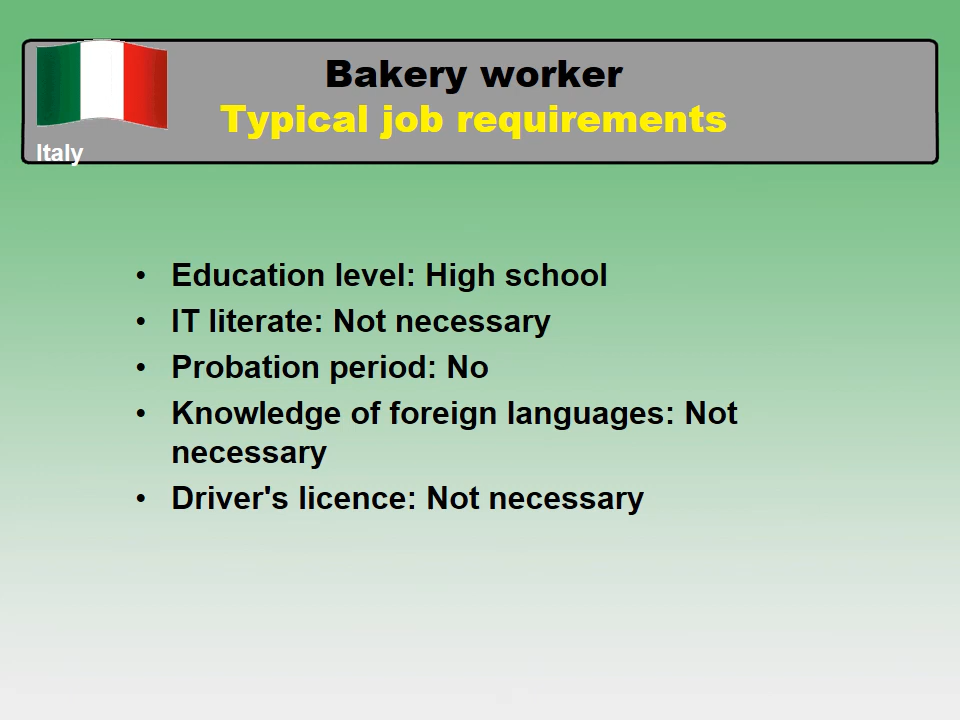 Bakery worker
Typical job requirements
Italy
• Education level: High school
• IT literate: Not necessary
• Probation period: No
• Knowledge of foreign languages: Not
necessary
• Driver's licence: Not necessary